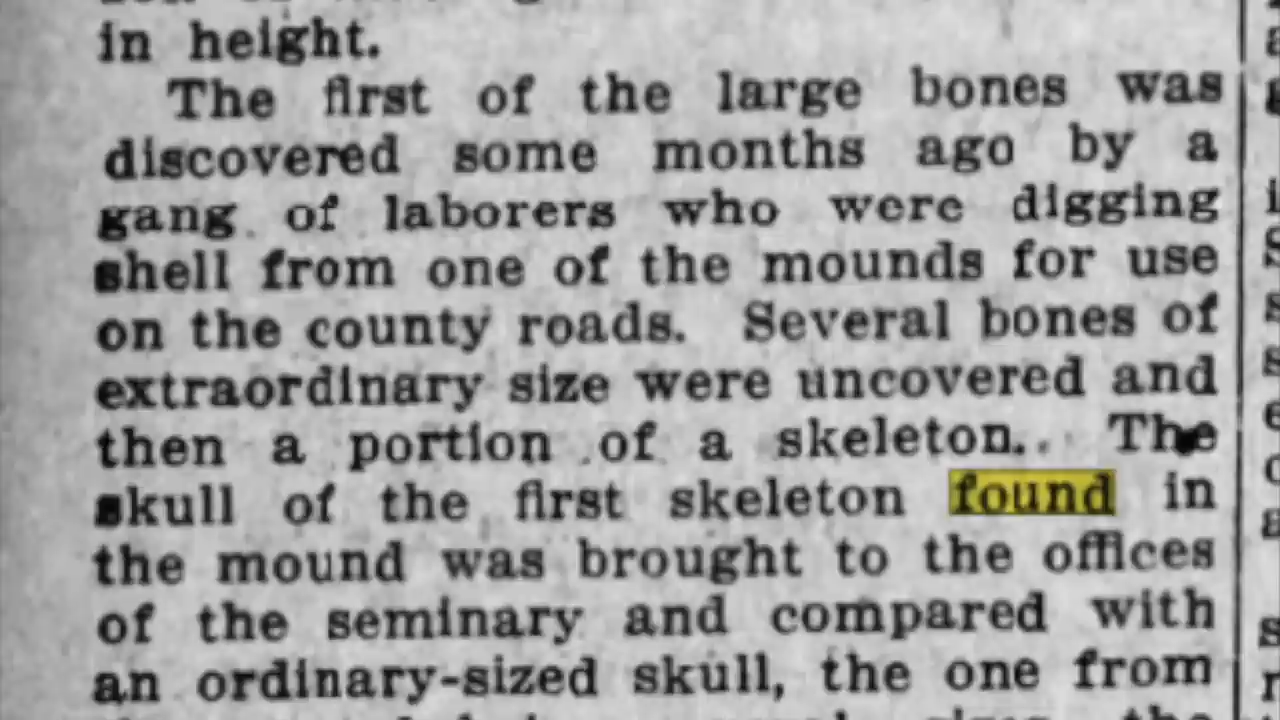 in height.
The first of the large bones was
discovered some months ago by a
gang of laborers who were digging
shell from one of the mounds for use
on the county roads. Several bones of
extraordinary size were uncovered and
then a portion of a skeleton. The
skull of the first skeleton found in
the mound was brought to the offices
of the seminary and compared with
an ordinary-sized skull, the one from